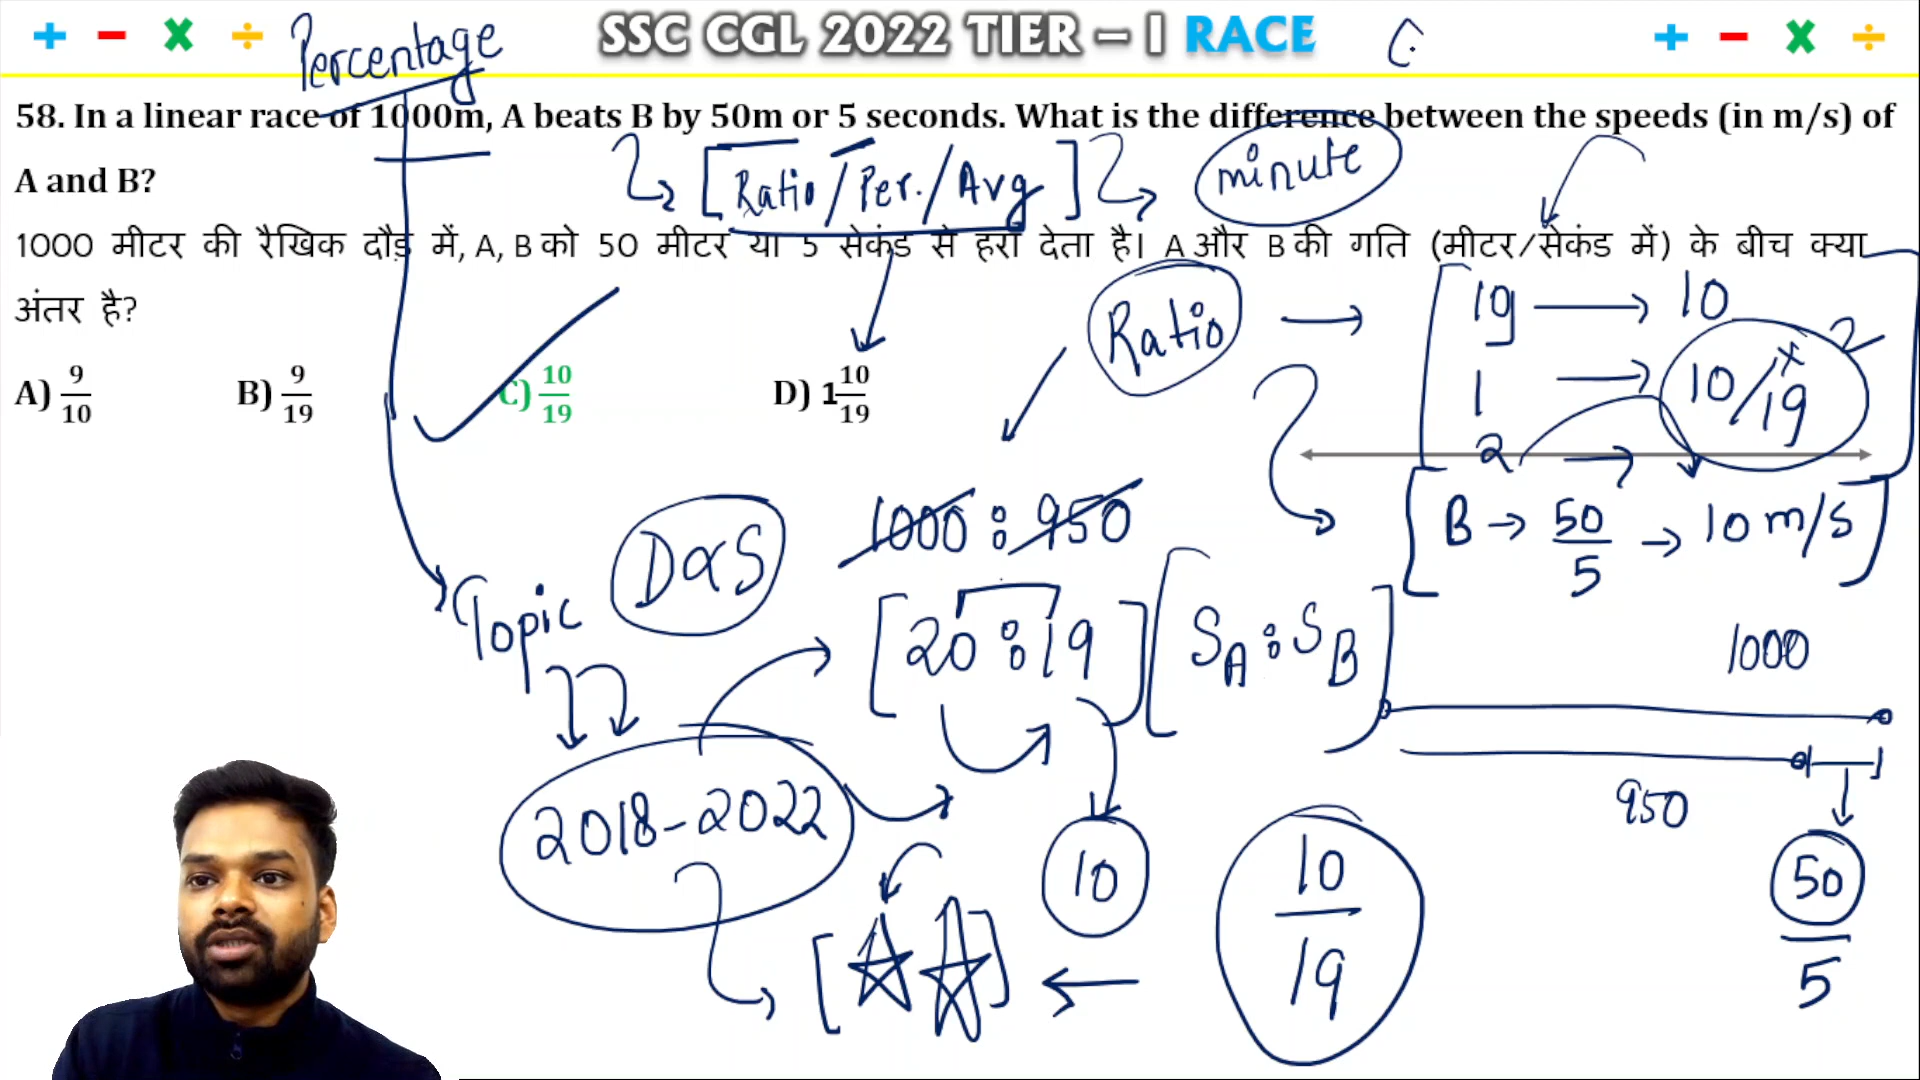 SSC CGL 2022 TIER – I RACE
Percentage
58. In a linear race of 1000m, A beats B by 50m or 5 seconds. What is the difference between the speeds (in m/s) of
A and B?
[Ratio/Per./Avg]
minute
1000 मीटर की रैखिक दौड़ में, A, B को 50 मीटर या 5 सेकंड से हरा देता है। A और B की गति (मीटर/सेकंड में) के बीच क्या
अंतर है?
Ratio →
19 → 10
1 → 10/19
2 →
A) 9/10 B) 9/19 C) 10/19 D) 1 10/19
B → 50/5 → 10 m/s
1000 : 950
D∝S
Topic
[20 : 19] [S_A : S_B]
1000
950
2018-2022
10
10/19
50/5